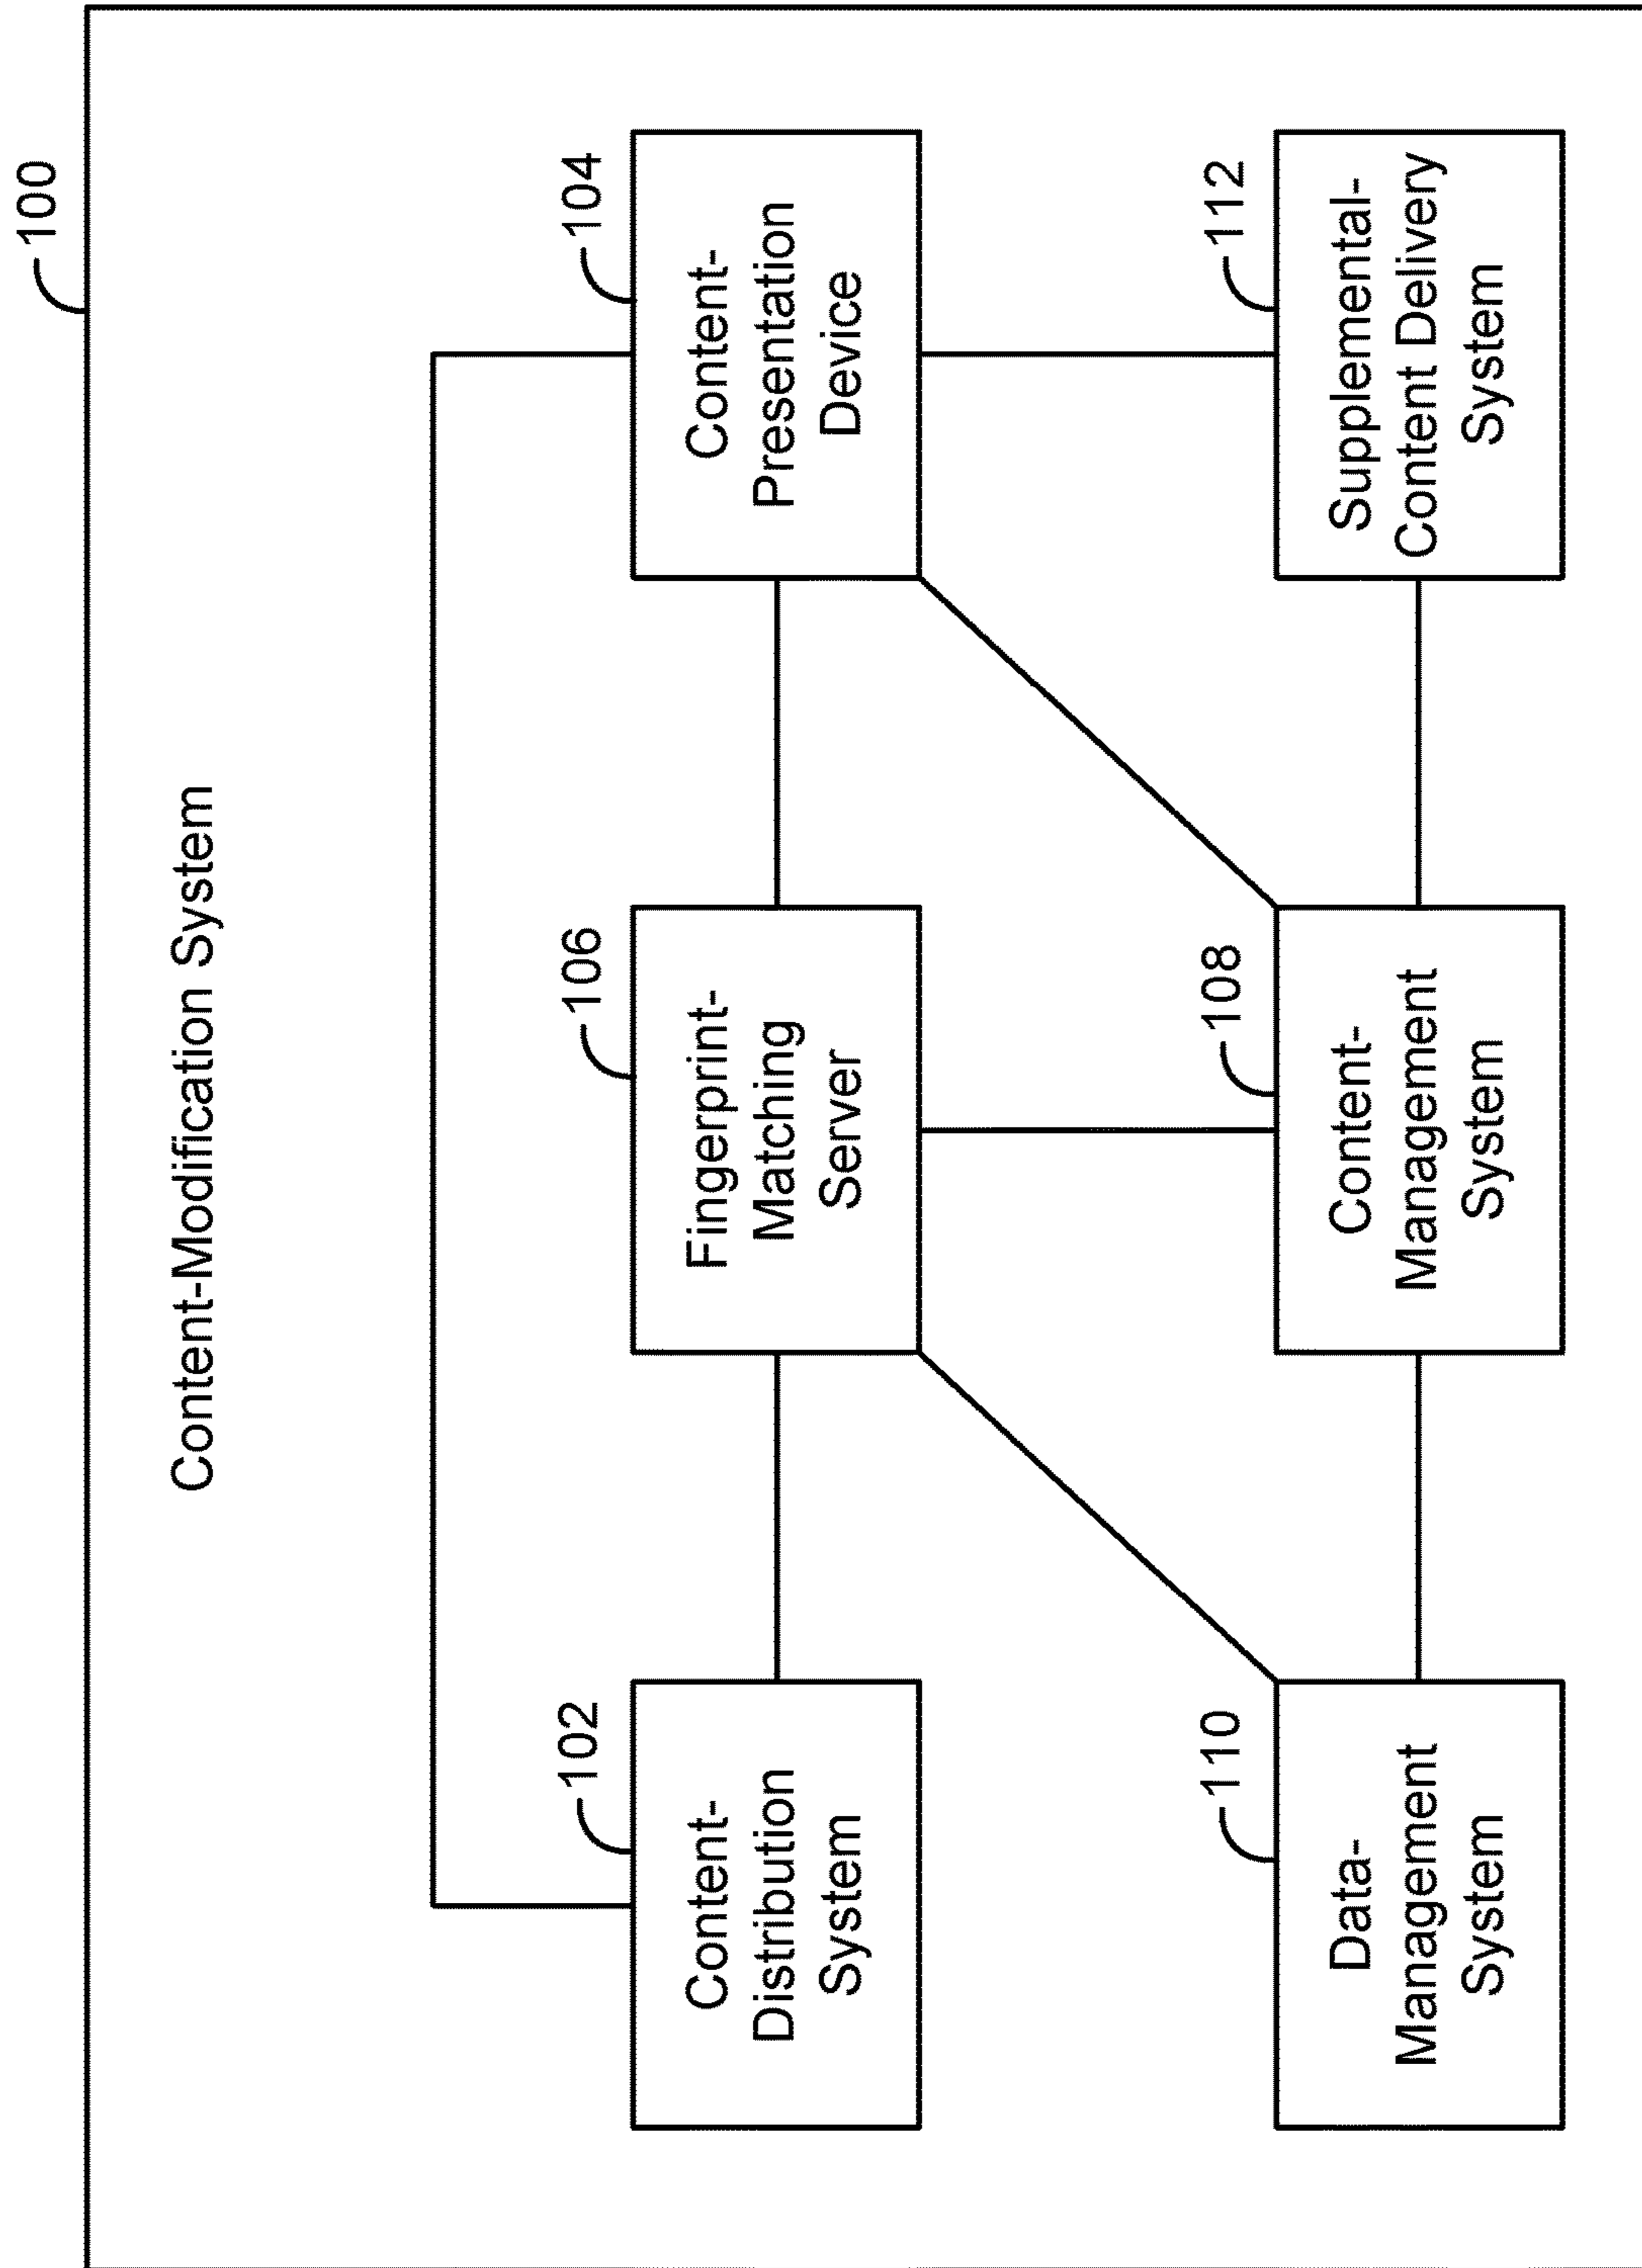 100
Content-Modification System
102
Content-
Distribution
System
106
Fingerprint-
Matching
Server
104
Content-
Presentation
Device
110
Data-
Management
System
108
Content-
Management
System
112
Supplemental-
Content Delivery
System